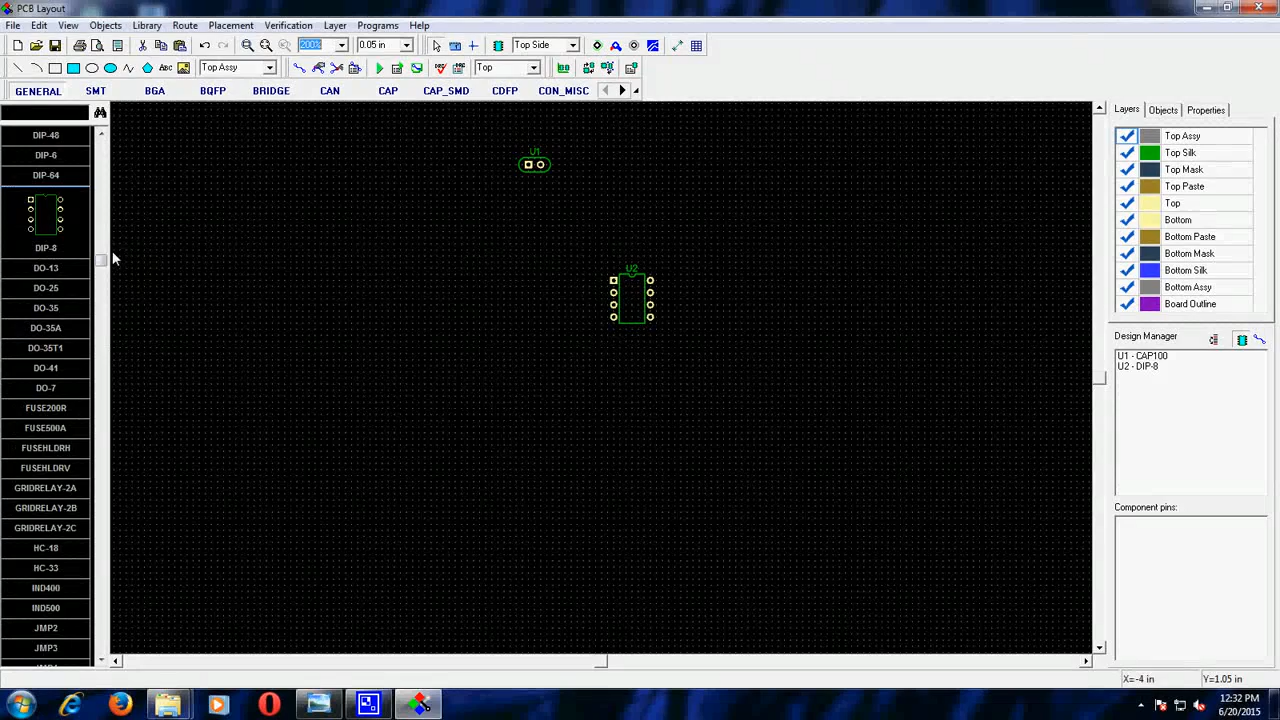 PCB Layout
File Edit View Objects Library Route Placement Verification Layer Programs Help
200% 0.05 in Top Side
Abc Top Assy Top
GENERAL SMT BGA BQFP BRIDGE CAN CAP CAP_SMD CDFP CON_MISC
DIP-48
DIP-6
DIP-64
DIP-8
DO-13
DO-25
DO-35
DO-35A
DO-35T1
DO-41
DO-7
FUSE200R
FUSE500A
FUSEHLDRH
FUSEHLDRV
GRIDRELAY-2A
GRIDRELAY-2B
GRIDRELAY-2C
HC-18
HC-33
IND400
IND500
JMP2
JMP3
U1
U2
Layers Objects Properties
Top Assy
Top Silk
Top Mask
Top Paste
Top
Bottom
Bottom Paste
Bottom Mask
Bottom Silk
Bottom Assy
Board Outline
Design Manager
U1 - CAP100
U2 - DIP-8
Component pins:
X=-4 in Y=1.05 in
12:32 PM
6/20/2015